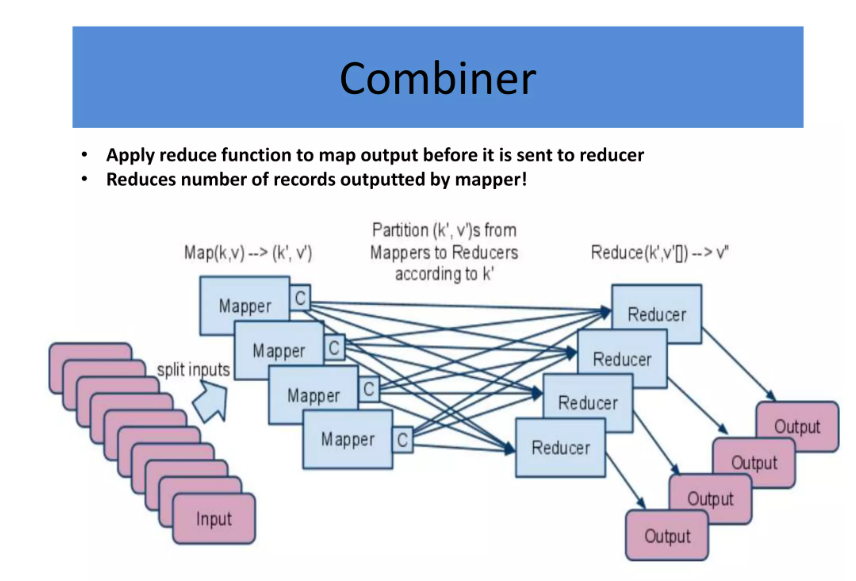 Combiner
• Apply reduce function to map output before it is sent to reducer
• Reduces number of records outputted by mapper!
Map(k,v) --> (k', v')
Partition (k', v')s from
Mappers to Reducers
according to k'
Reduce(k',v'[]) --> v"
Mapper
C
Mapper
C
Mapper
C
Mapper
C
split inputs
Input
Reducer
Reducer
Reducer
Reducer
Output
Output
Output
Output